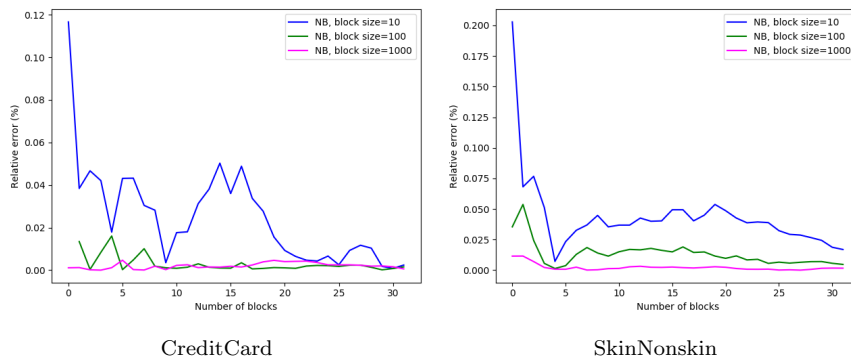 0.12
0.10
0.08
0.06
0.04
0.02
0.00
Relative error (%)
0 5 10 15 20 25 30
Number of blocks
NB, block size=10
NB, block size=100
NB, block size=1000
CreditCard
0.200
0.175
0.150
0.125
0.100
0.075
0.050
0.025
0.000
Relative error (%)
0 5 10 15 20 25 30
Number of blocks
NB, block size=10
NB, block size=100
NB, block size=1000
SkinNonskin